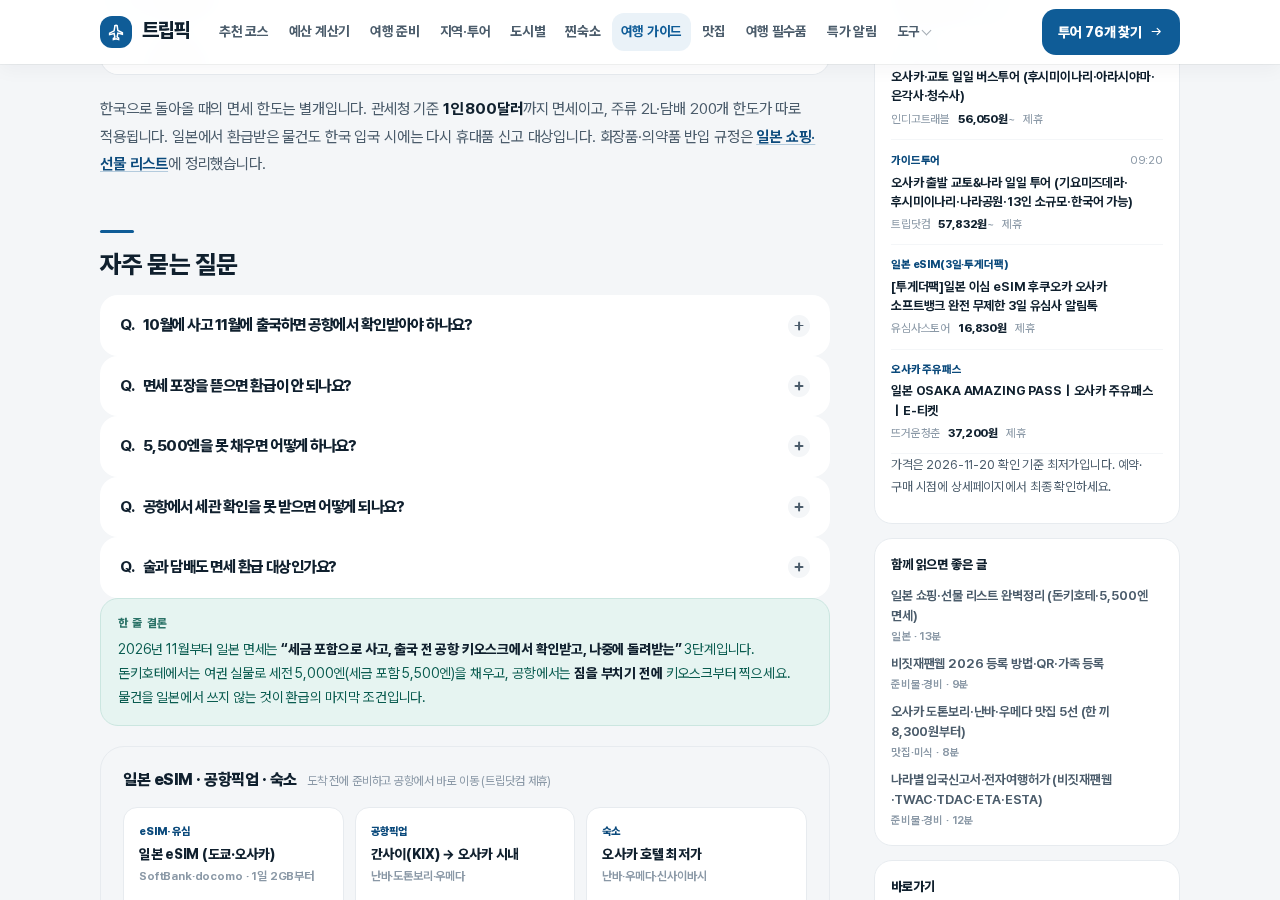 트립픽
추천 코스
예산 계산기
여행 준비
지역·투어
도시별
찐숙소
여행 가이드
맛집
여행 필수품
특가 알림
도구
투어 76개 찾기 →
한국으로 돌아올 때의 면세 한도는 별개입니다. 관세청 기준 1인 800달러까지 면세이고, 주류 2L·담배 200개 한도가 따로
적용됩니다. 일본에서 환급받은 물건도 한국 입국 시에는 다시 휴대품 신고 대상입니다. 화장품·의약품 반입 규정은 일본 쇼핑·
선물 리스트에 정리했습니다.
자주 묻는 질문
Q. 10월에 사고 11월에 출국하면 공항에서 확인받아야 하나요?
Q. 면세 포장을 뜯으면 환급이 안 되나요?
Q. 5,500엔을 못 채우면 어떻게 하나요?
Q. 공항에서 세관 확인을 못 받으면 어떻게 되나요?
Q. 술과 담배도 면세 환급 대상인가요?
한 줄 결론
2026년 11월부터 일본 면세는 “세금 포함으로 사고, 출국 전 공항 키오스크에서 확인받고, 나중에 돌려받는” 3단계입니다.
돈키호테에서는 여권 실물로 세전 5,000엔(세금 포함 5,500엔)을 채우고, 공항에서는 짐을 부치기 전에 키오스크부터 찍으세요.
물건을 일본에서 쓰지 않는 것이 환급의 마지막 조건입니다.
일본 eSIM · 공항픽업 · 숙소 도착 전에 준비하고 공항에서 바로 이동 (트립닷컴 제휴)
eSIM·유심
일본 eSIM (도쿄·오사카)
SoftBank·docomo · 1일 2GB부터
공항픽업
간사이(KIX) → 오사카 시내
난바·도톤보리·우메다
숙소
오사카 호텔 최저가
난바·우메다·신사이바시
오사카·교토 일일 버스투어 (후시미이나리·아라시야마·
은각사·청수사)
인디고트래블 56,050원~ 제휴
가이드투어 09:20
오사카 출발 교토&나라 일일 투어 (기요미즈데라·
후시미이나리·나라공원·13인 소규모·한국어 가능)
트립닷컴 57,832원~ 제휴
일본 eSIM(3일·투게더팩)
[투게더팩]일본 이심 eSIM 후쿠오카 오사카
소프트뱅크 완전 무제한 3일 유심사 알림톡
유심사스토어 16,830원 제휴
오사카 주유패스
일본 OSAKA AMAZING PASS┃오사카 주유패스
┃E-티켓
뜨거운청춘 37,200원 제휴
가격은 2026-11-20 확인 기준 최저가입니다. 예약·
구매 시점에 상세페이지에서 최종 확인하세요.
함께 읽으면 좋은 글
일본 쇼핑·선물 리스트 완벽정리 (돈키호테·5,500엔
면세)
일본 · 13분
비짓재팬웹 2026 등록 방법·QR·가족 등록
준비물·경비 · 9분
오사카 도톤보리·난바·우메다 맛집 5선 (한 끼
8,300원부터)
맛집·미식 · 8분
나라별 입국신고서·전자여행허가 (비짓재팬웹
·TWAC·TDAC·ETA·ESTA)
준비물·경비 · 12분
바로가기